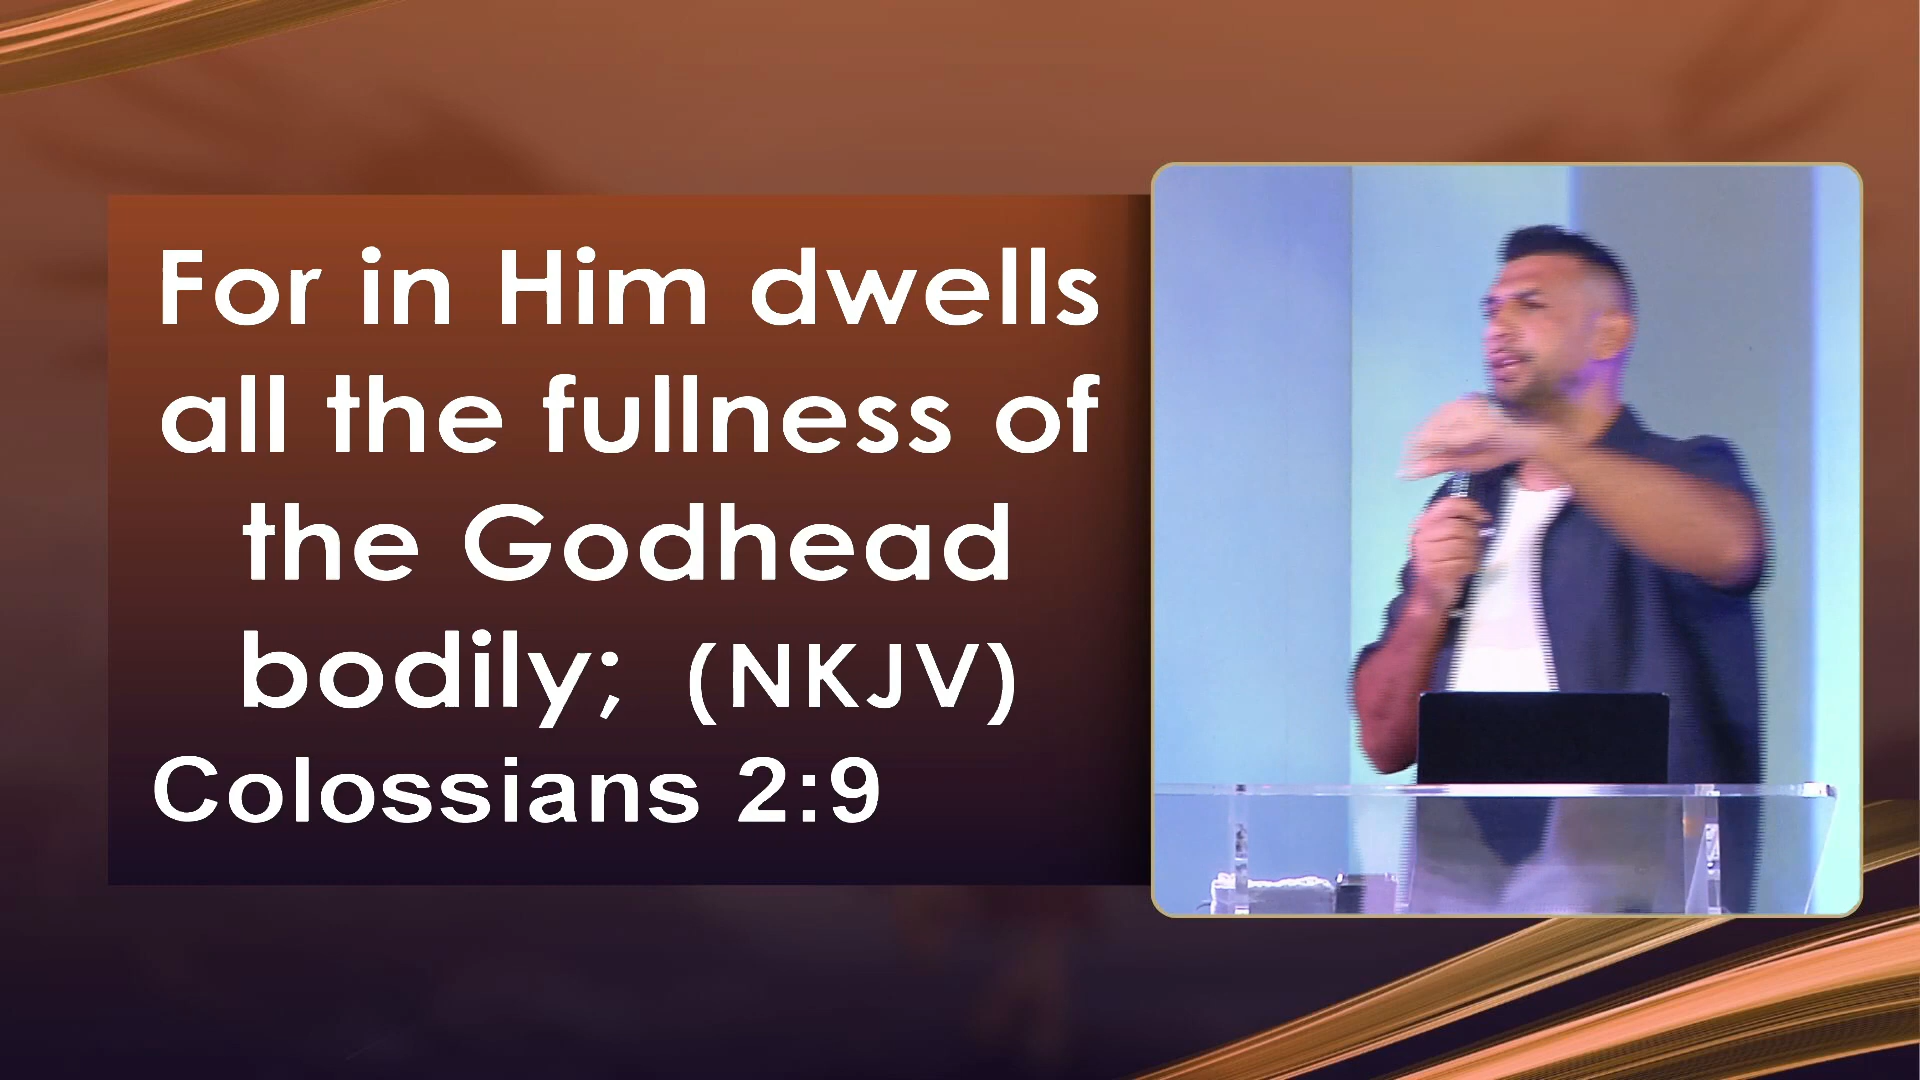 For in Him dwells
all the fullness of
the Godhead
bodily; (NKJV)
Colossians 2:9